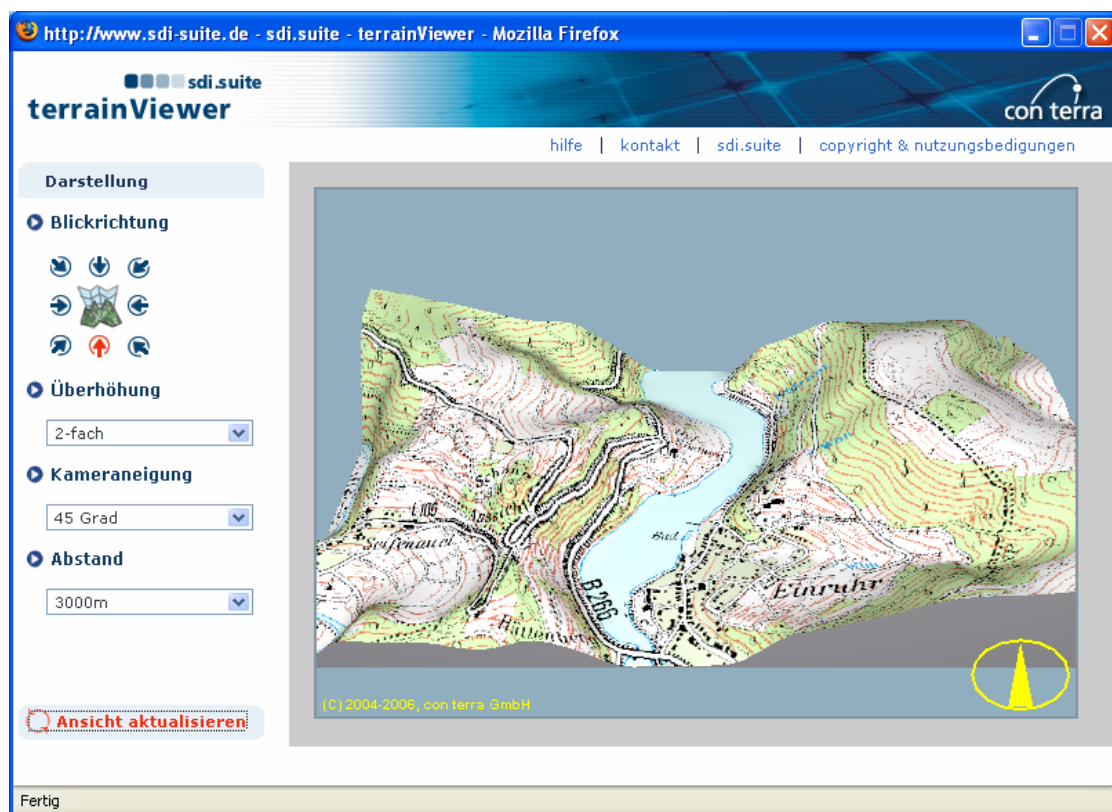 http://www.sdi-suite.de - sdi.suite - terrainViewer - Mozilla Firefox
sdi.suite
terrainViewer
con terra
hilfe | kontakt | sdi.suite | copyright & nutzungsbedigungen
Darstellung
Blickrichtung
Überhöhung
2-fach
Kameraneigung
45 Grad
Abstand
3000m
Ansicht aktualisieren
L106
Bad
B266
Einruhr
(C) 2004-2006, con terra GmbH
Fertig